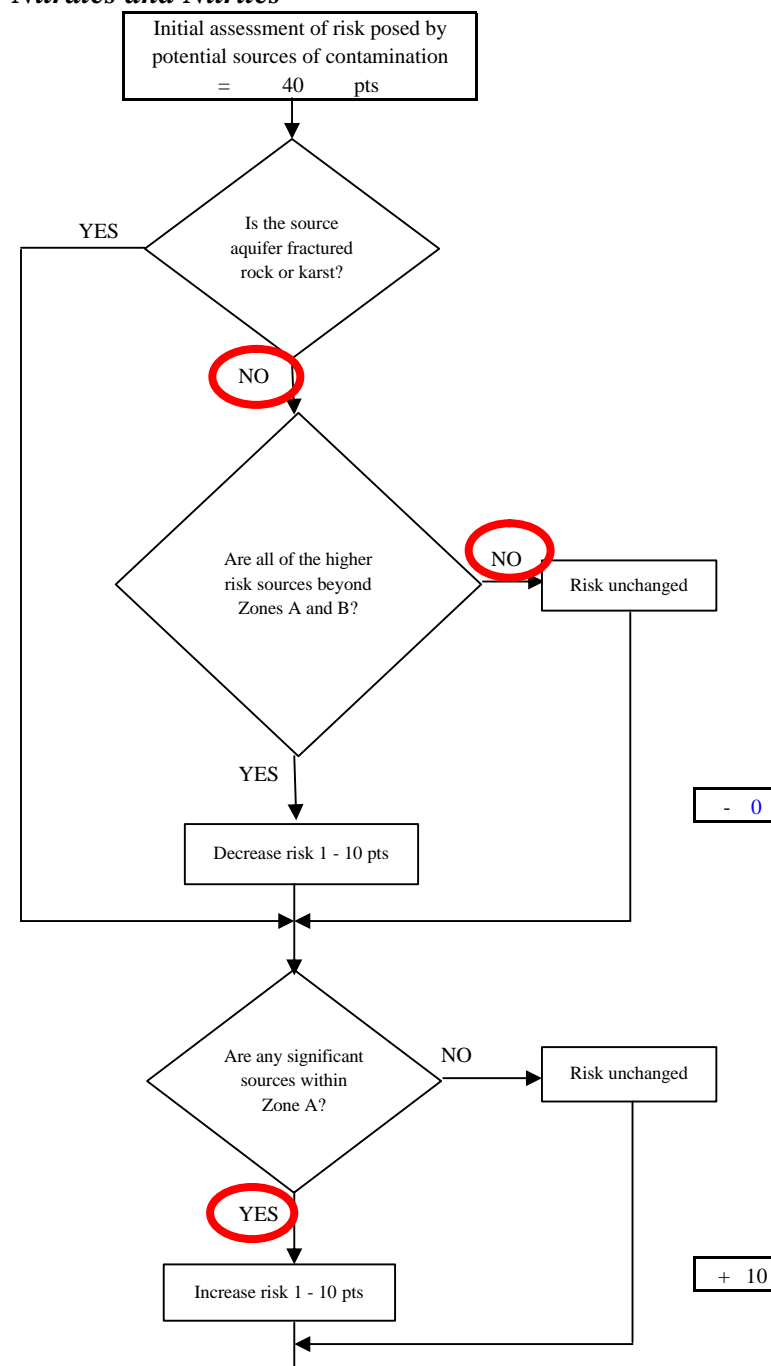 Nitrates and Nitrites
Initial assessment of risk posed by
potential sources of contamination
= 40 pts
YES
Is the source
aquifer fractured
rock or karst?
NO
Are all of the higher
risk sources beyond
Zones A and B?
NO
Risk unchanged
YES
- 0
Decrease risk 1 - 10 pts
Are any significant
sources within
Zone A?
NO
Risk unchanged
YES
Increase risk 1 - 10 pts
+ 10